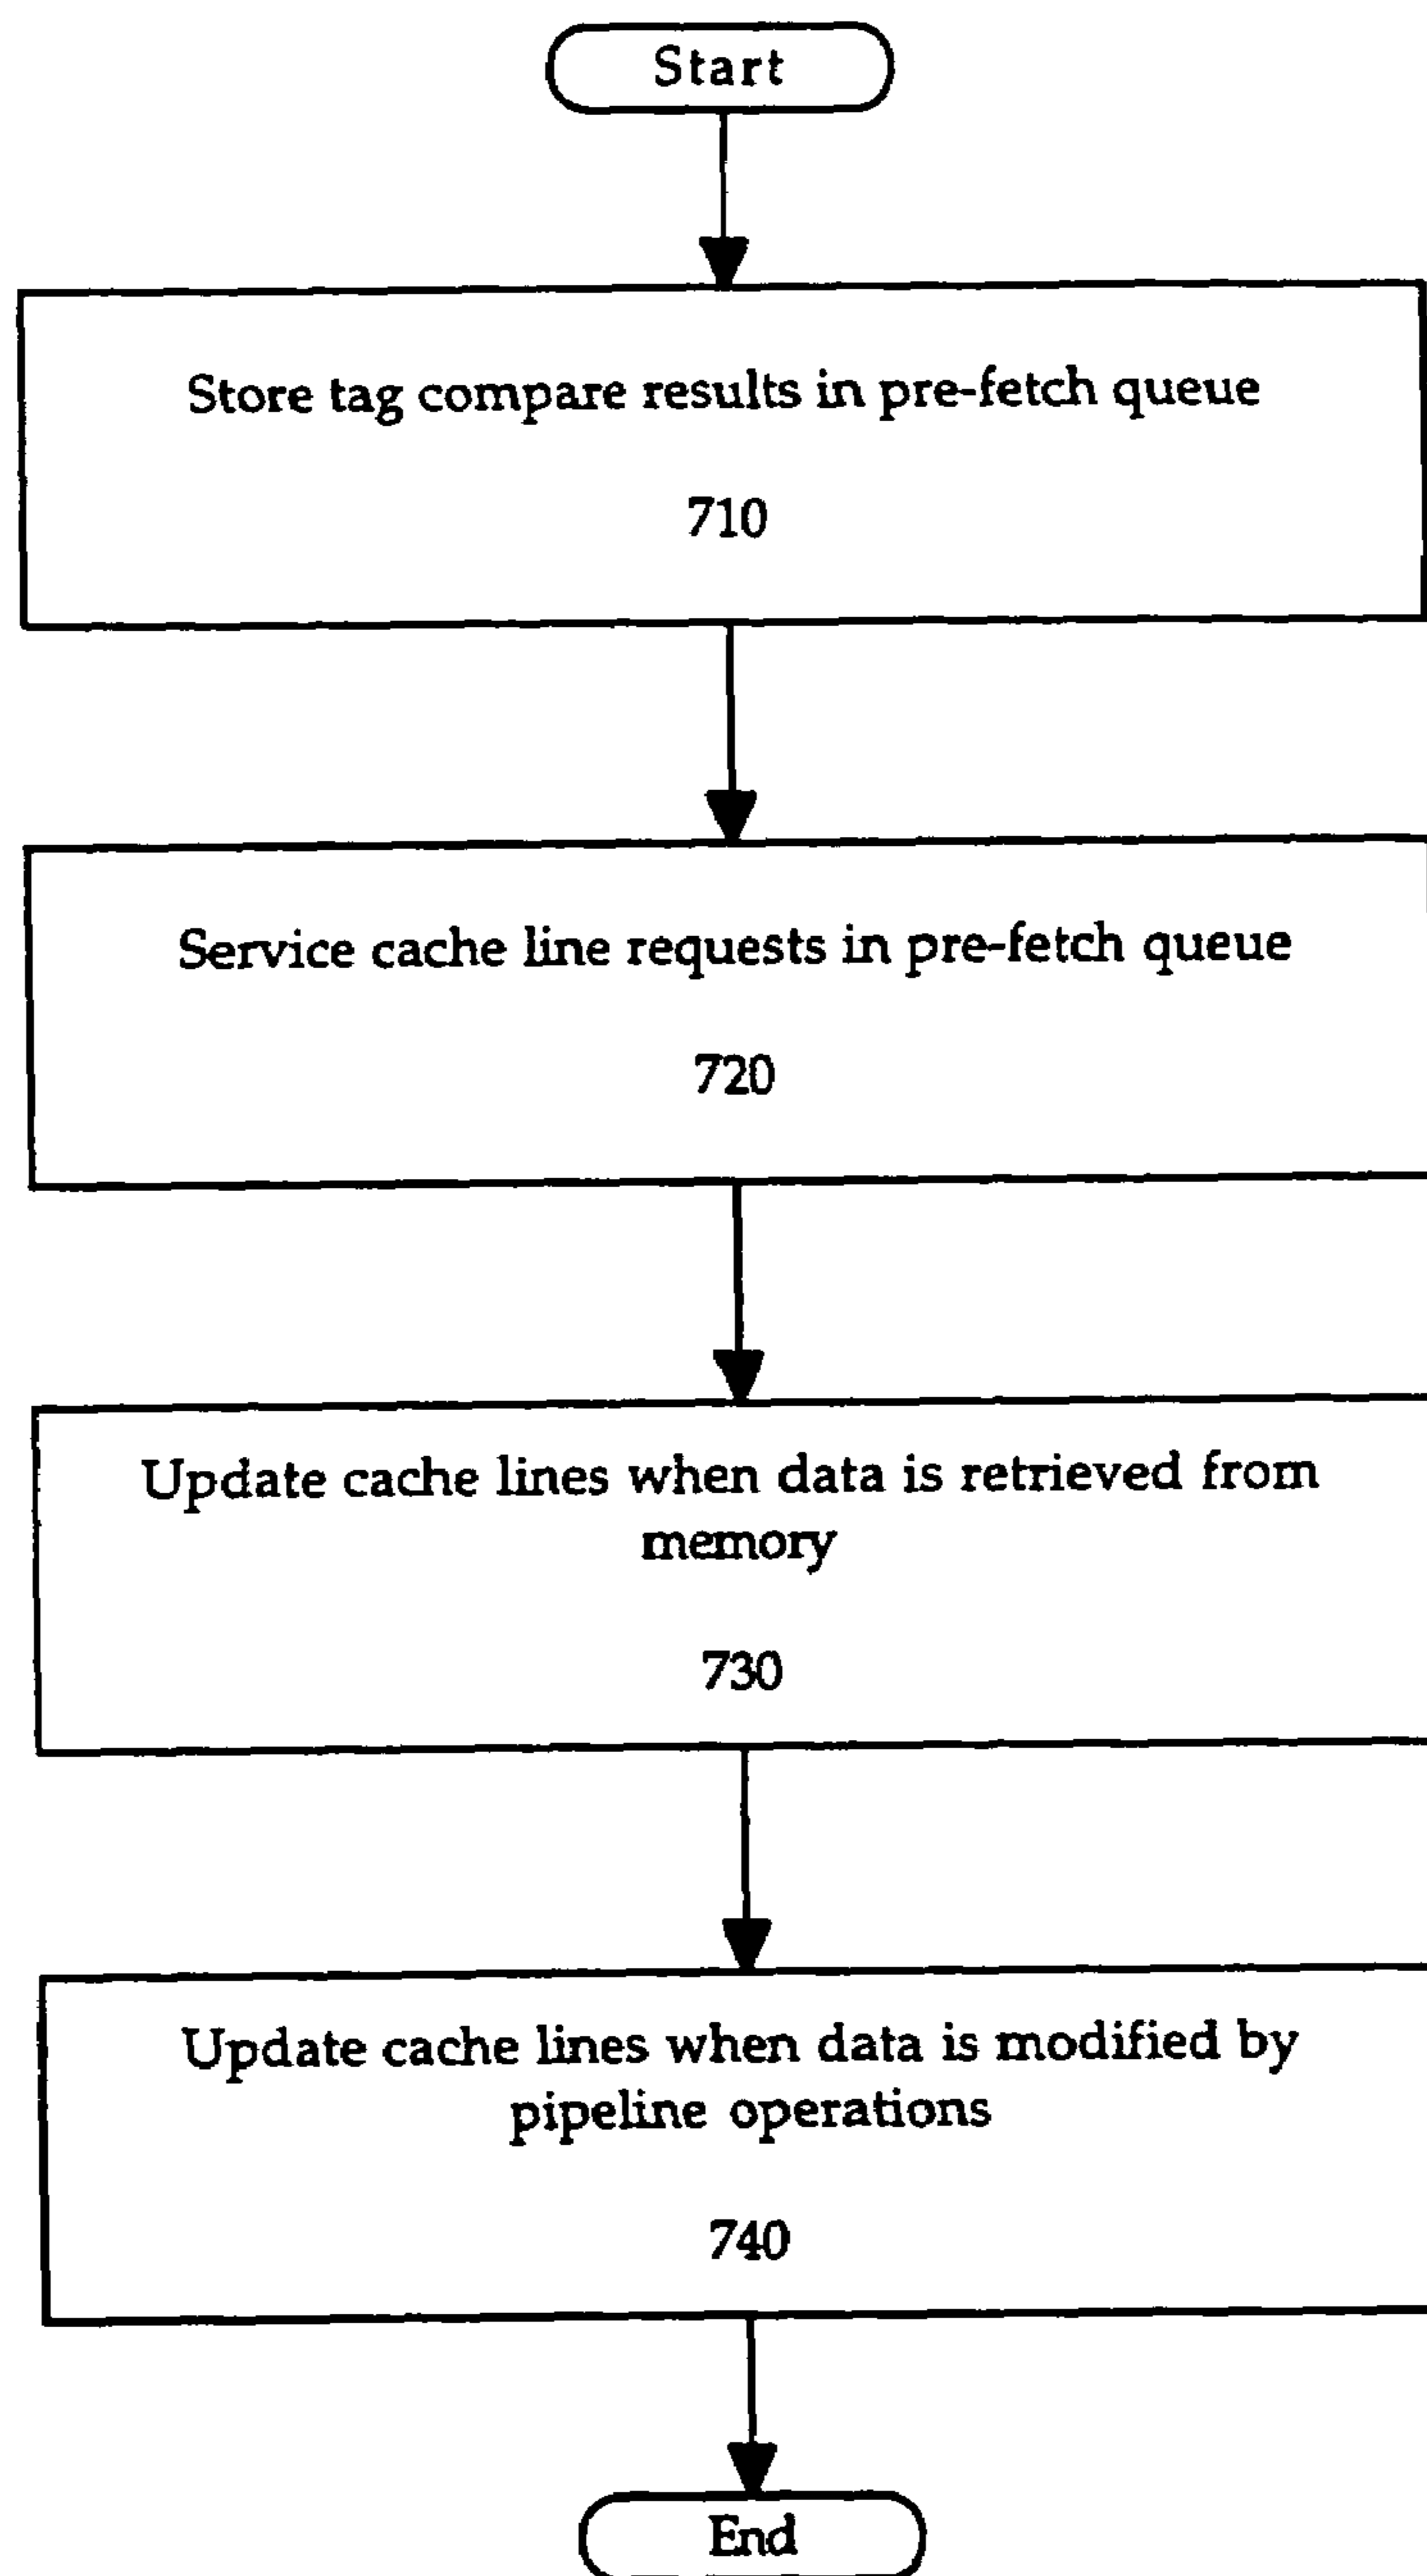 Start
Store tag compare results in pre-fetch queue
710
Service cache line requests in pre-fetch queue
720
Update cache lines when data is retrieved from
memory
730
Update cache lines when data is modified by
pipeline operations
740
End